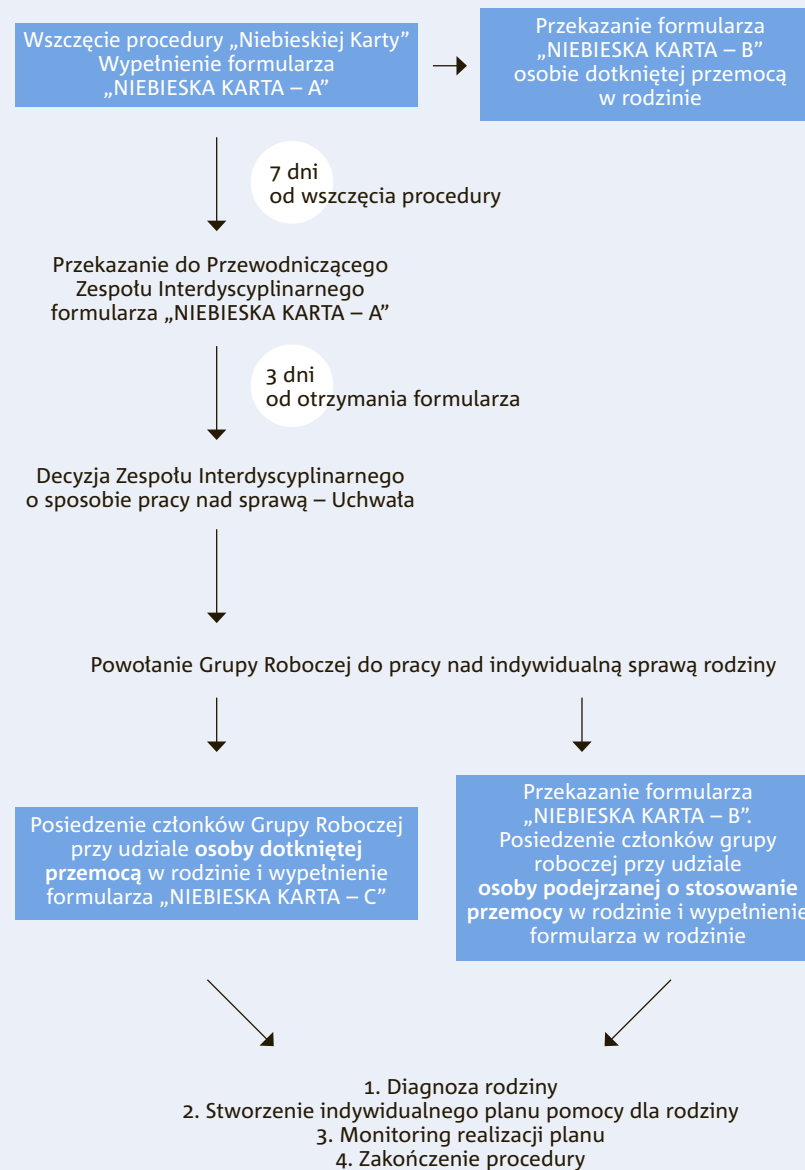 Wszczęcie procedury „Niebieskiej Karty”
Wypełnienie formularza
„NIEBIESKA KARTA – A”
Przekazanie formularza
„NIEBIESKA KARTA – B”
osobie dotkniętej przemocą
w rodzinie
7 dni
od wszczęcia procedury
Przekazanie do Przewodniczącego
Zespołu Interdyscyplinarnego
formularza „NIEBIESKA KARTA – A”
3 dni
od otrzymania formularza
Decyzja Zespołu Interdyscyplinarnego
o sposobie pracy nad sprawą – Uchwała
Powołanie Grupy Roboczej do pracy nad indywidualną sprawą rodziny
Posiedzenie członków Grupy Roboczej
przy udziale osoby dotkniętej
przemocą w rodzinie i wypełnienie
formularza „NIEBIESKA KARTA – C”
Przekazanie formularza
„NIEBIESKA KARTA – B”.
Posiedzenie członków grupy
roboczej przy udziale
osoby podejrzanej o stosowanie
przemocy w rodzinie i wypełnienie
formularza w rodzinie
1. Diagnoza rodziny
2. Stworzenie indywidualnego planu pomocy dla rodziny
3. Monitoring realizacji planu
4. Zakończenie procedury